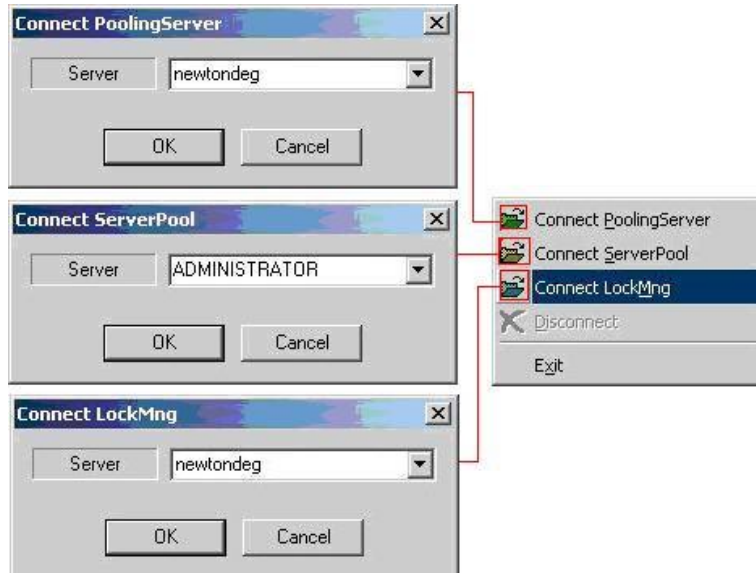 Connect PoolingServer
Server newtondeg
OK Cancel
Connect ServerPool
Server ADMINISTRATOR
OK Cancel
Connect LockMng
Server newtondeg
OK Cancel
Connect PoolingServer
Connect ServerPool
Connect LockMng
Disconnect
Exit